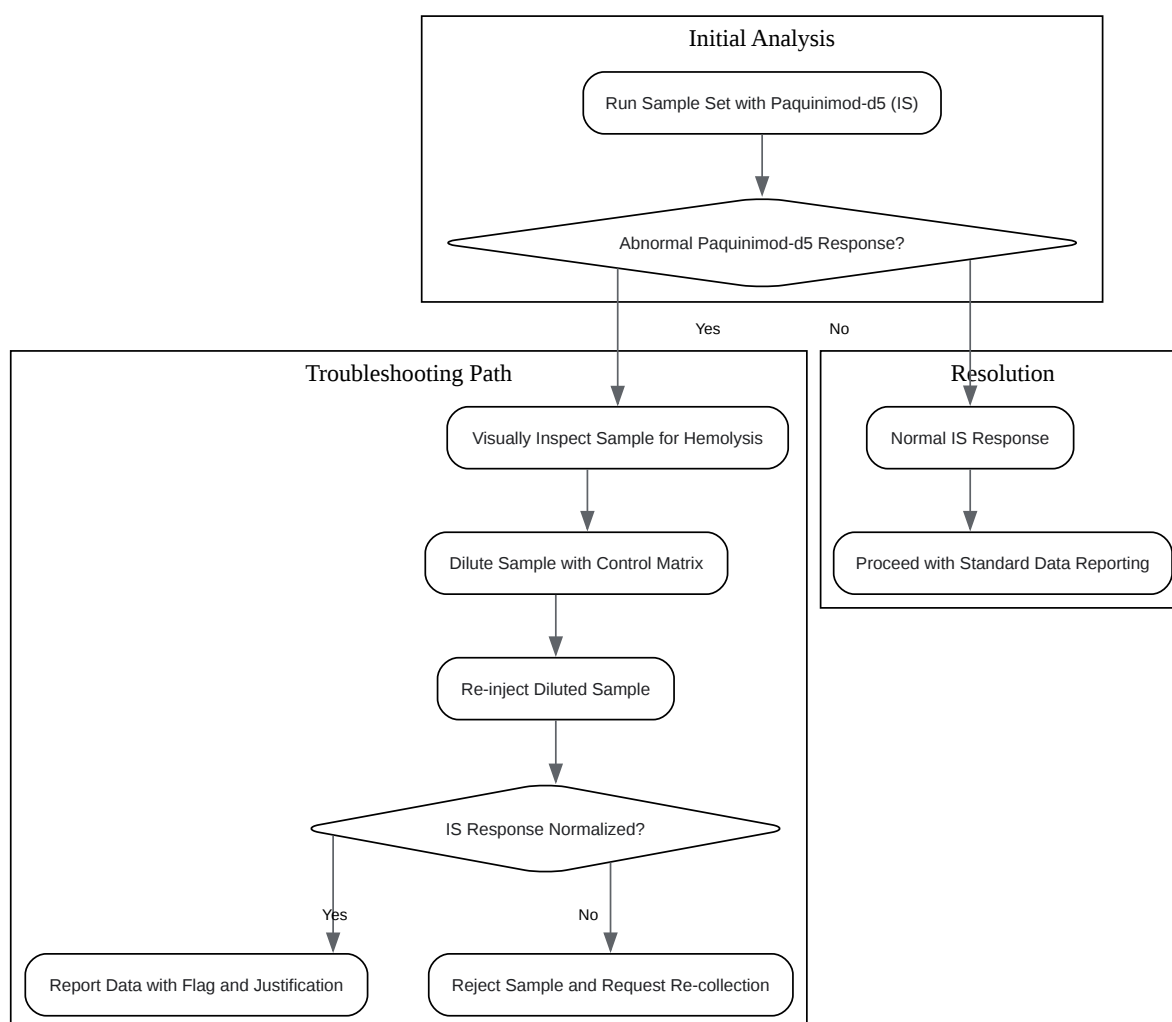 Initial Analysis
Run Sample Set with Paquinimod-d5 (IS)
Abnormal Paquinimod-d5 Response?
Yes
No
Troubleshooting Path
Resolution
Visually Inspect Sample for Hemolysis
Normal IS Response
Dilute Sample with Control Matrix
Proceed with Standard Data Reporting
Re-inject Diluted Sample
IS Response Normalized?
Yes
No
Report Data with Flag and Justification
Reject Sample and Request Re-collection